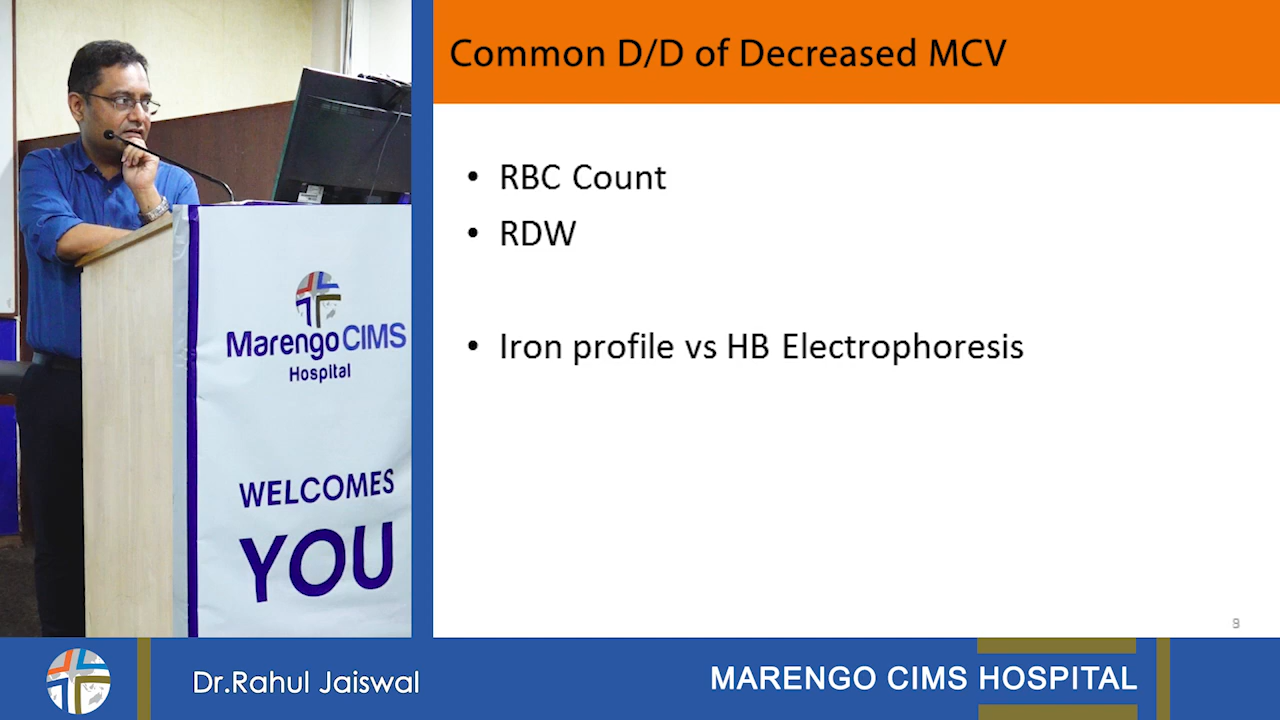 Common D/D of Decreased MCV
• RBC Count
• RDW
• Iron profile vs HB Electrophoresis
9
Marengo CIMS
Hospital
WELCOMES
YOU
Dr.Rahul Jaiswal
MARENGO CIMS HOSPITAL